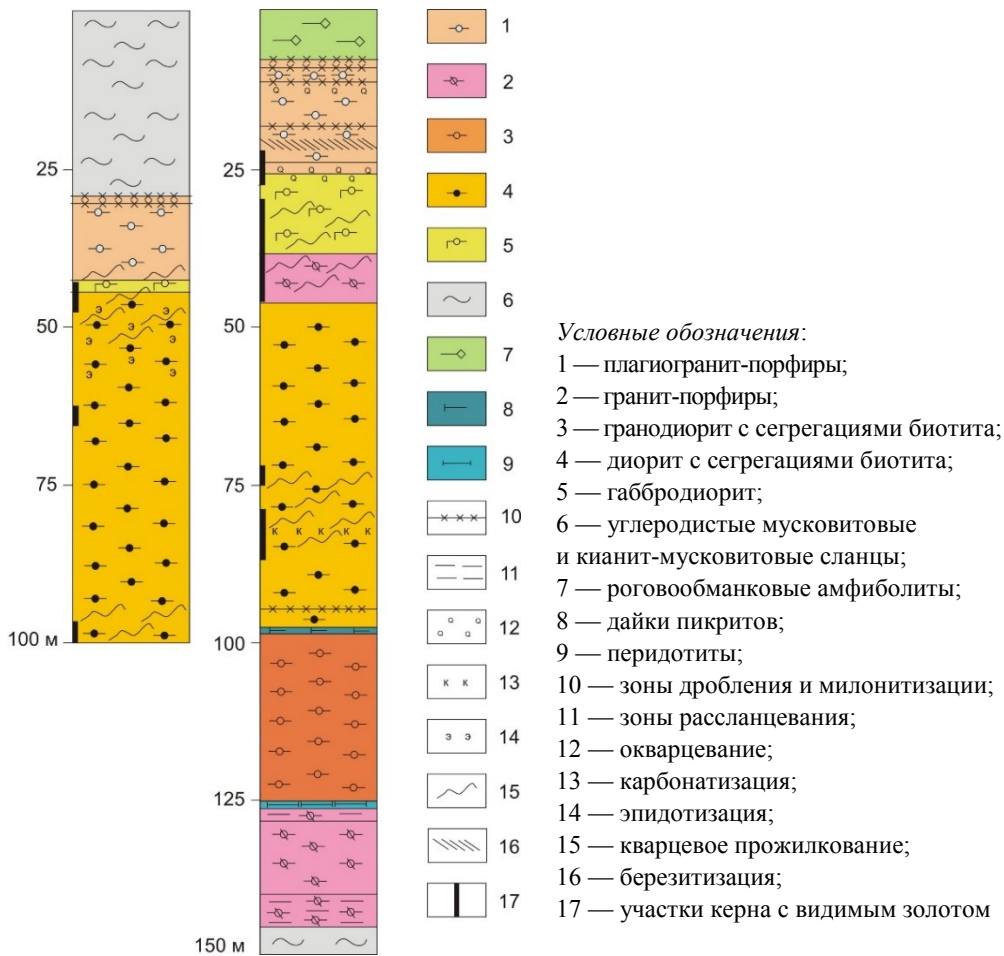 25
50
75
100 м
25
50
75
100
125
150 м
Q Q Q Q
Q Q Q Q
Q Q Q
э э э
э э
э э
К К К К К
1
2
3
4
5
6
7
8
9
10
11
Q Q
Q Q
12
К К
13
э э
14
15
16
17
Условные обозначения:
1 — плагиогранит-порфиры;
2 — гранит-порфиры;
3 — гранодиорит с сегрегациями биотита;
4 — диорит с сегрегациями биотита;
5 — габбродиорит;
6 — углеродистые мусковитовые
и кианит-мусковитовые сланцы;
7 — роговообманковые амфиболиты;
8 — дайки пикритов;
9 — перидотиты;
10 — зоны дробления и милонитизации;
11 — зоны рассланцевания;
12 — окварцевание;
13 — карбонатизация;
14 — эпидотизация;
15 — кварцевое прожилкование;
16 — березитизация;
17 — участки керна с видимым золотом